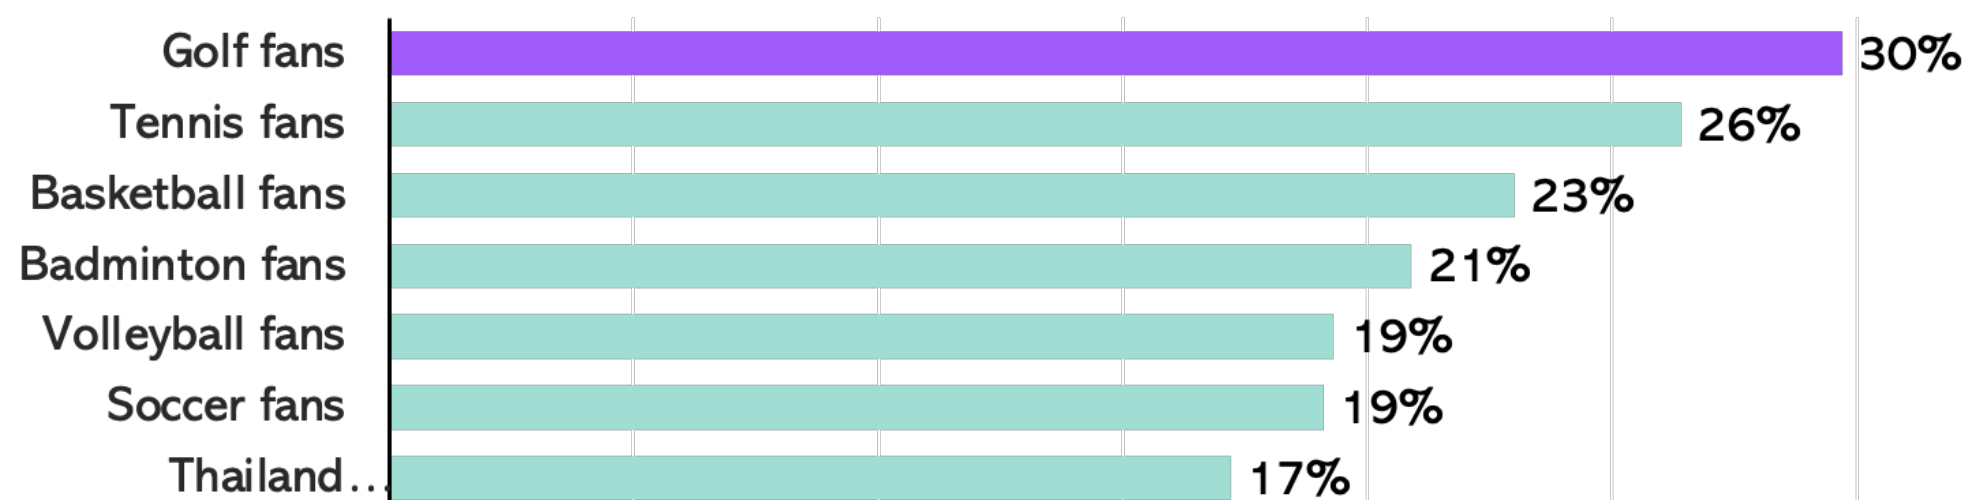 Golf fans 30%
Tennis fans 26%
Basketball fans 23%
Badminton fans 21%
Volleyball fans 19%
Soccer fans 19%
Thailand... 17%